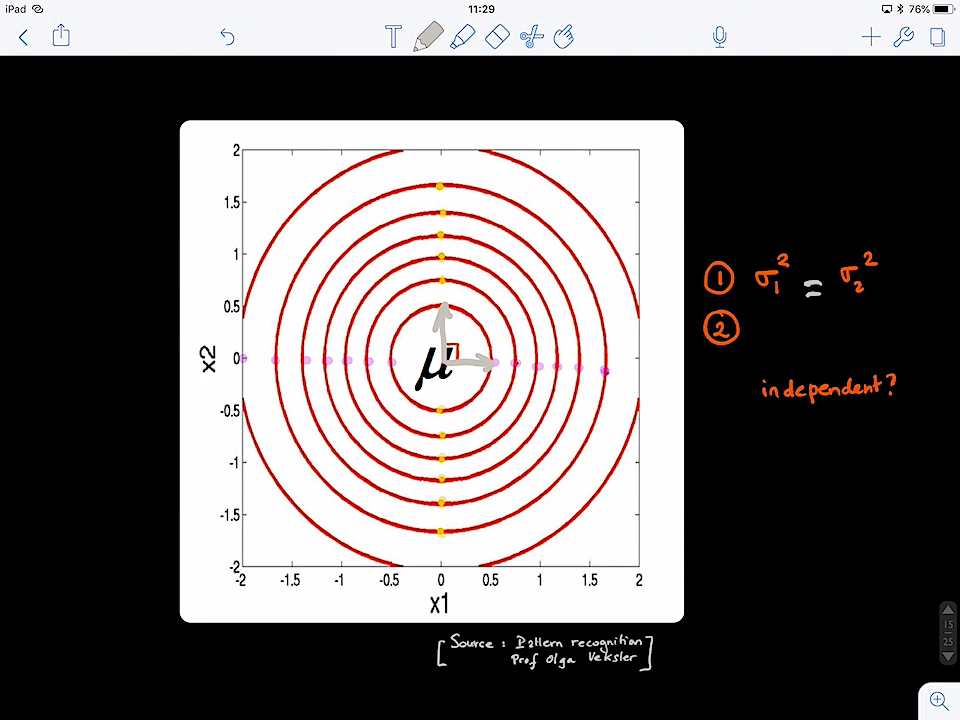 iPad
11:29
76%
T
2
1.5
1
0.5
0
-0.5
-1
-1.5
-2
x2
μ
-2 -1.5 -1 -0.5 0 0.5 1 1.5 2
x1
① σ₁² = σ₂²
②
independent?
[Source : Pattern recognition
Prof Olga Veksler]
15
25